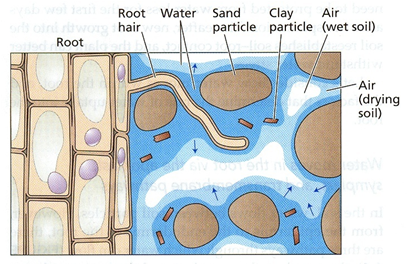 Root
Root
hair
Water
Sand
particle
Clay
particle
Air
(wet soil)
Air
(drying
soil)